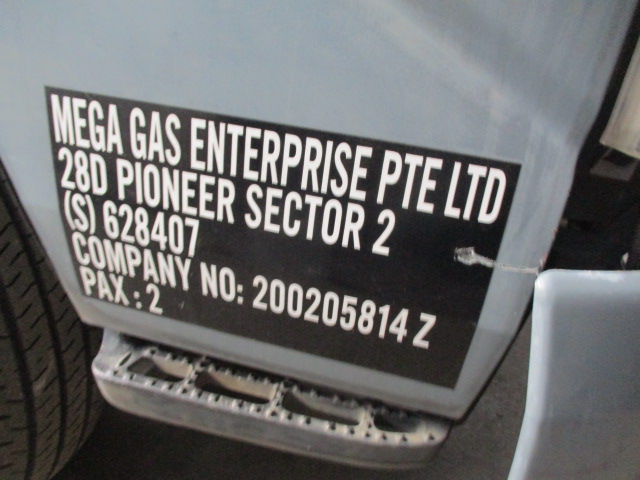 MEGA GAS ENTERPRISE PTE LTD
28D PIONEER SECTOR 2
(S) 628407
COMPANY NO: 200205814 Z
PAX : 2